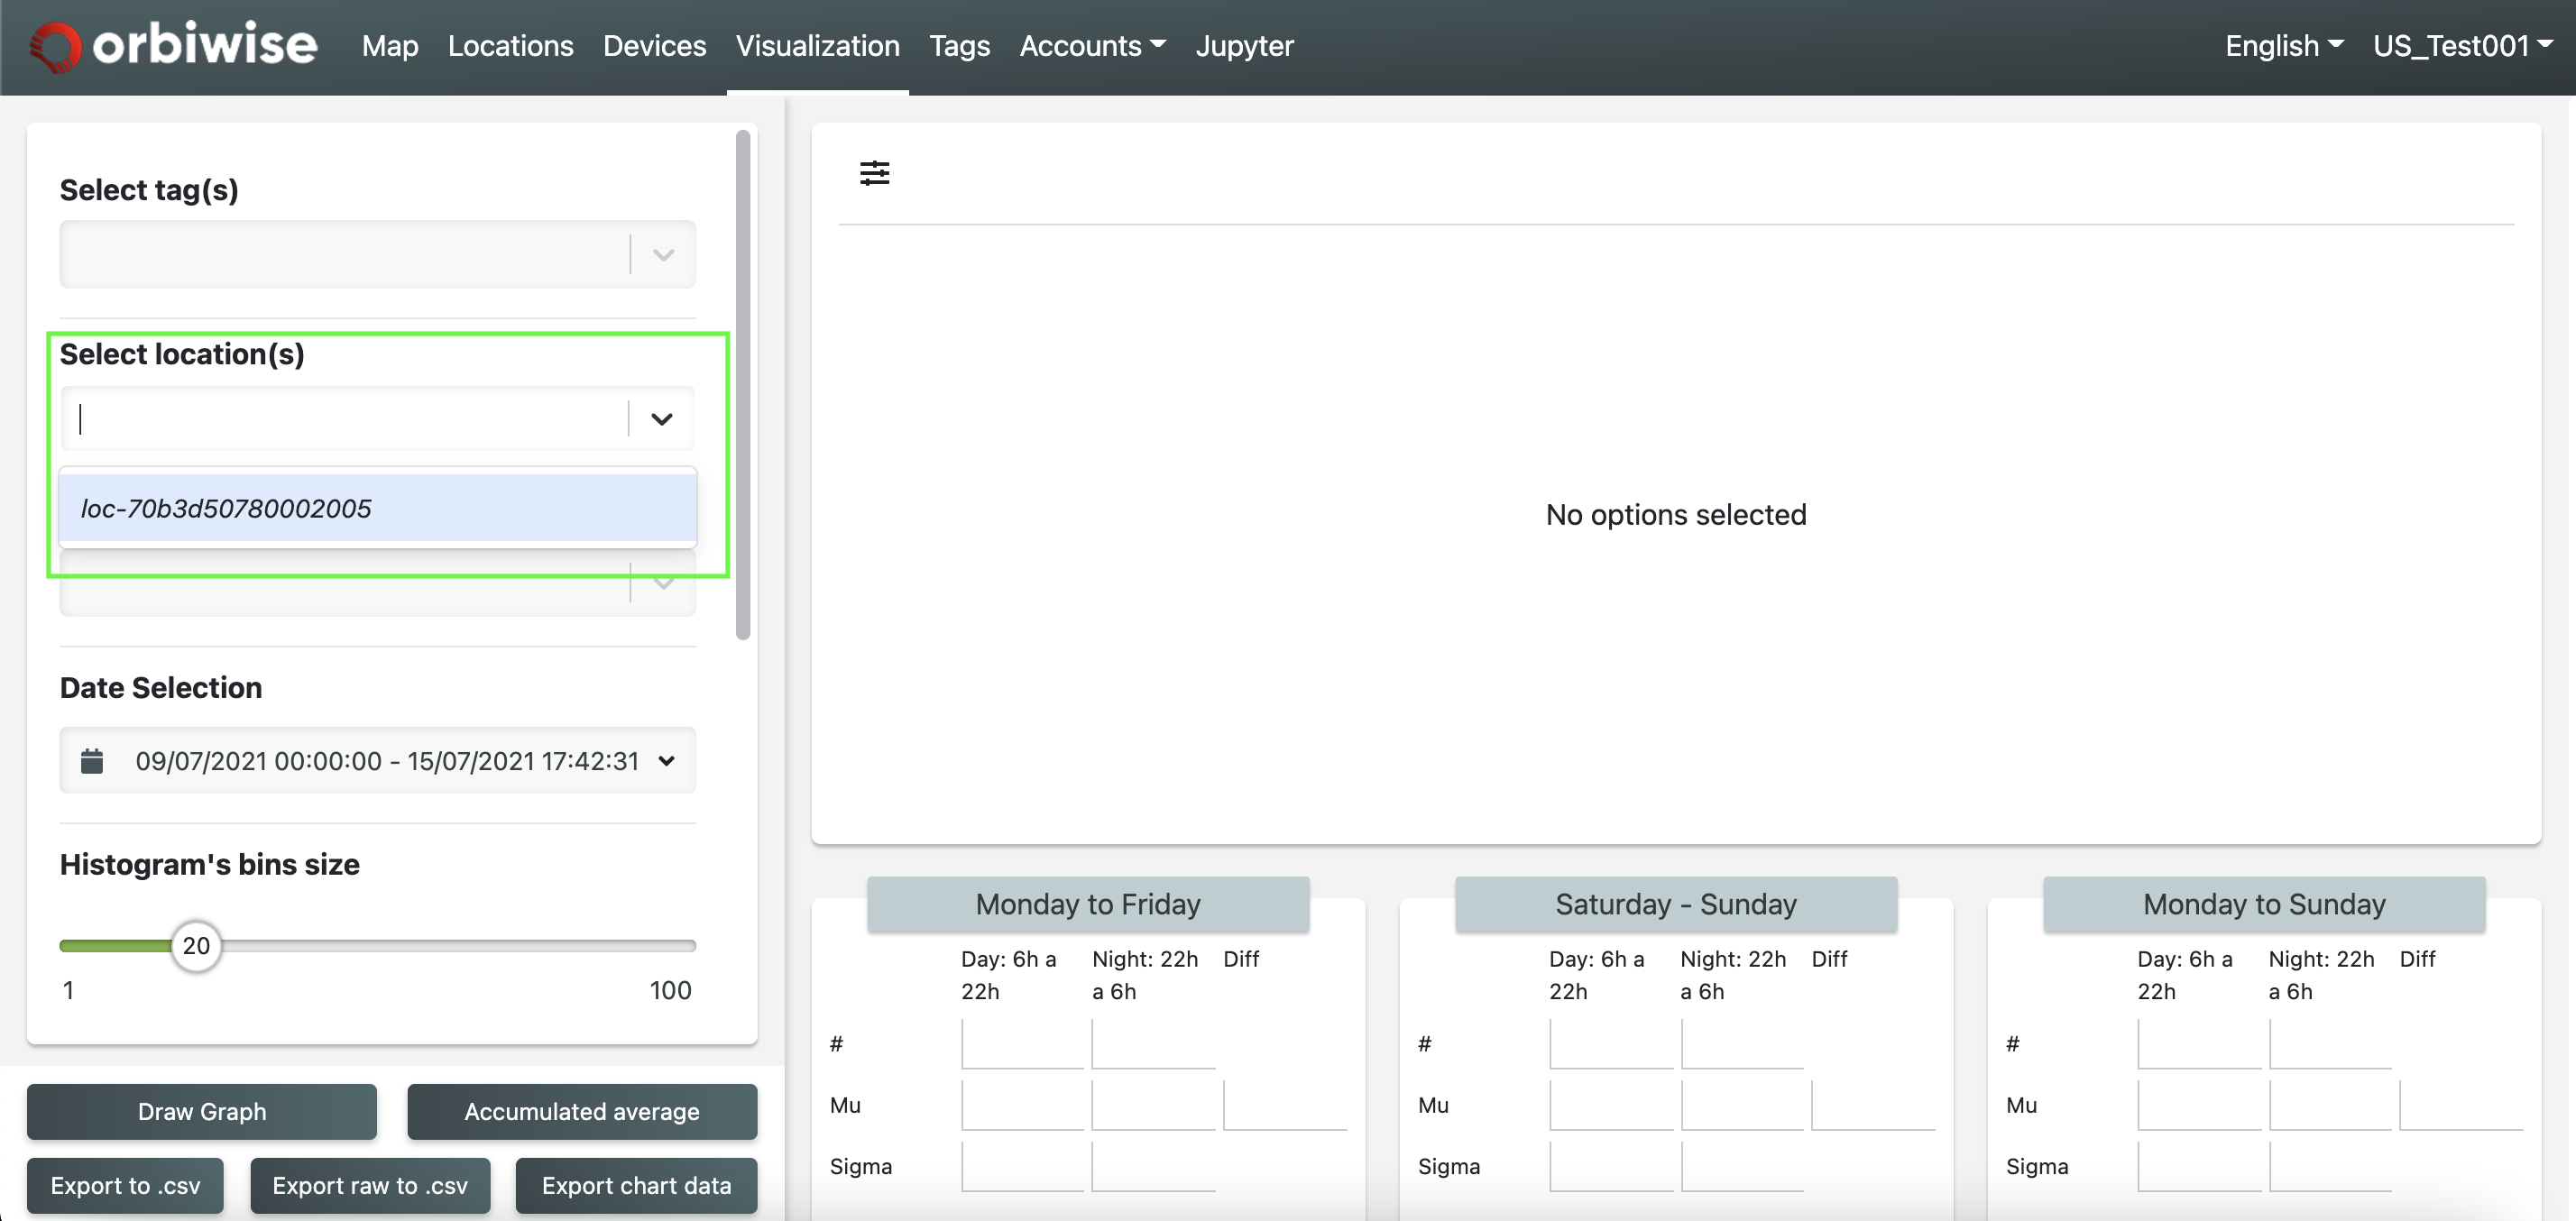 orbiwise Map Locations Devices Visualization Tags Accounts Jupyter English US_Test001
Select tag(s)
Select location(s)
loc-70b3d50780002005
Date Selection
09/07/2021 00:00:00 - 15/07/2021 17:42:31
Histogram's bins size
20
1 100
Draw Graph Accumulated average
Export to .csv Export raw to .csv Export chart data
No options selected
Monday to Friday
Day: 6h a 22h Night: 22h a 6h Diff
#
Mu
Sigma
Saturday - Sunday
Day: 6h a 22h Night: 22h a 6h Diff
#
Mu
Sigma
Monday to Sunday
Day: 6h a 22h Night: 22h a 6h Diff
#
Mu
Sigma